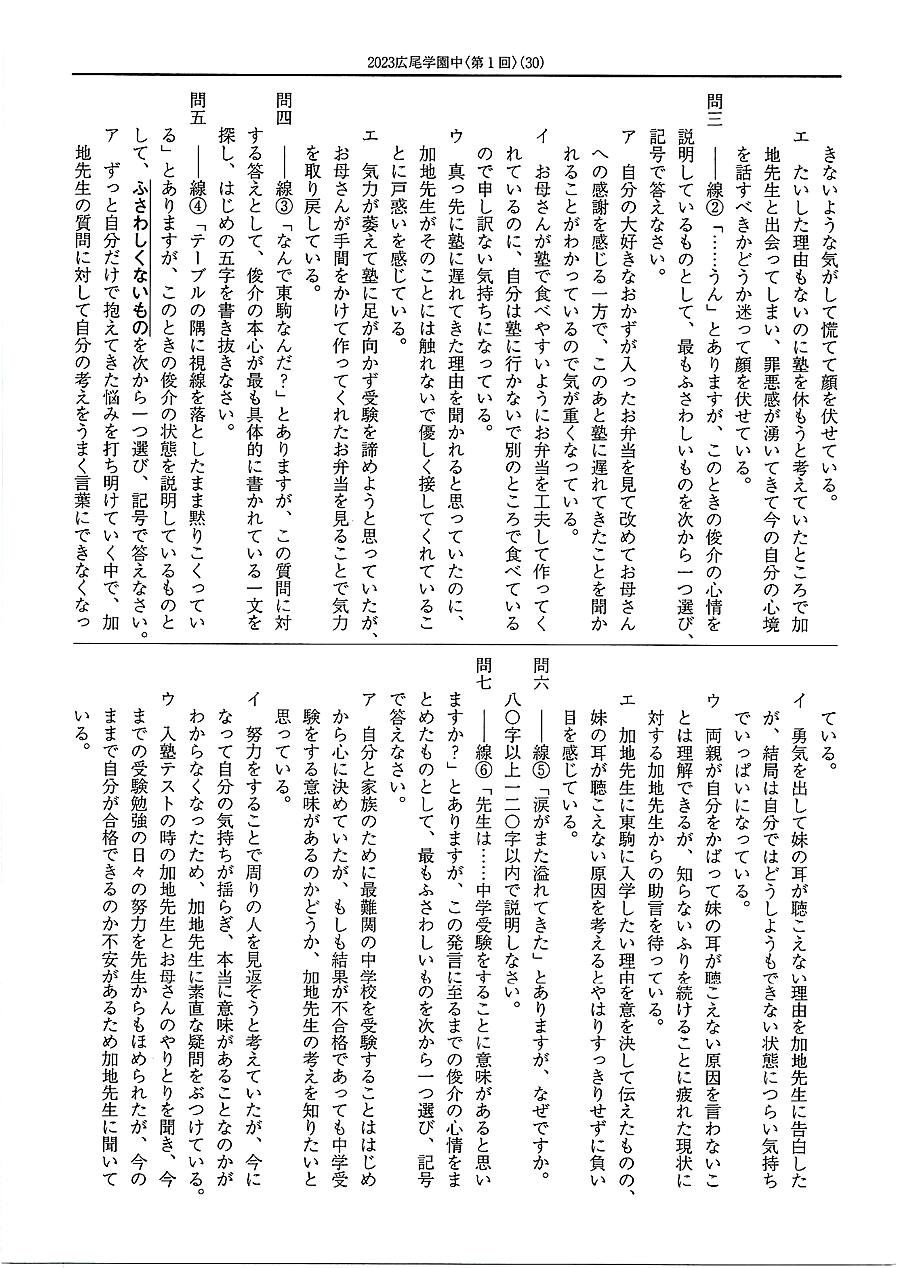 2023広尾学園中〈第1回〉(30)
きないような気がして慌てて顔を伏せている。
エ　たいした理由もないのに塾を休もうと考えていたところで加
地先生と出会ってしまい、罪悪感が湧いてきて今の自分の心境
を話すべきかどうか迷って顔を伏せている。
問三　――線②「……うん」とありますが、このときの俊介の心情を
説明しているものとして、最もふさわしいものを次から一つ選び、
記号で答えなさい。
ア　自分の大好きなおかずが入ったお弁当を見て改めてお母さん
への感謝を感じる一方で、このあと塾に遅れてきたことを聞か
れることがわかっているので気が重くなっている。
イ　お母さんが塾で食べやすいようにお弁当を工夫して作ってく
れているのに、自分は塾に行かないで別のところで食べている
ので申し訳ない気持ちになっている。
ウ　真っ先に塾に遅れてきた理由を聞かれると思っていたのに、
加地先生がそのことには触れないで優しく接してくれているこ
とに戸惑いを感じている。
エ　気力が萎えて塾に足が向かず受験を諦めようと思っていたが、
お母さんが手間をかけて作ってくれたお弁当を見ることで気力
を取り戻している。
問四　――線③「なんで東駒なんだ？」とありますが、この質問に対
する答えとして、俊介の本心が最も具体的に書かれている一文を
探し、はじめの五字を書き抜きなさい。
問五　――線④「テーブルの隅に視線を落としたまま黙りこくってい
る」とありますが、このときの俊介の状態を説明しているものと
して、ふさわしくないものを次から一つ選び、記号で答えなさい。
ア　ずっと自分だけで抱えてきた悩みを打ち明けていく中で、加
地先生の質問に対して自分の考えをうまく言葉にできなくなっ
ている。
イ　勇気を出して妹の耳が聴こえない理由を加地先生に告白した
が、結局は自分ではどうしようもできない状態につらい気持ち
でいっぱいになっている。
ウ　両親が自分をかばって妹の耳が聴こえない原因を言わないこ
とは理解できるが、知らないふりを続けることに疲れた現状に
対する加地先生からの助言を待っている。
エ　加地先生に東駒に入学したい理由を意を決して伝えたものの、
妹の耳が聴こえない原因を考えるとやはりすっきりせずに負い
目を感じている。
問六　――線⑤「涙がまた溢れてきた」とありますが、なぜですか。
八〇字以上一二〇字以内で説明しなさい。
問七　――線⑥「先生は……中学受験をすることに意味があると思い
ますか？」とありますが、この発言に至るまでの俊介の心情をま
とめたものとして、最もふさわしいものを次から一つ選び、記号
で答えなさい。
ア　自分と家族のために最難関の中学校を受験することははじめ
から心に決めていたが、もしも結果が不合格であっても中学受
験をする意味があるのかどうか、加地先生の考えを知りたいと
思っている。
イ　努力をすることで周りの人を見返そうと考えていたが、今に
なって自分の気持ちが揺らぎ、本当に意味があることなのかが
わからなくなったため、加地先生に素直な疑問をぶつけている。
ウ　入塾テストの時の加地先生とお母さんのやりとりを聞き、今
までの受験勉強の日々の努力を先生からもほめられたが、今の
ままで自分が合格できるのか不安があるため加地先生に聞いて
いる。